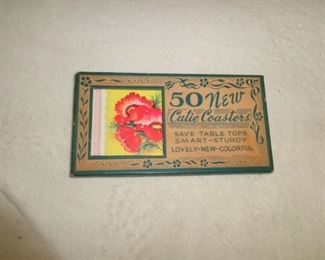 50 New
Cutie Coasters
SAVE TABLE TOPS
SMART-STURDY
LOVELY-NEW-COLORFUL